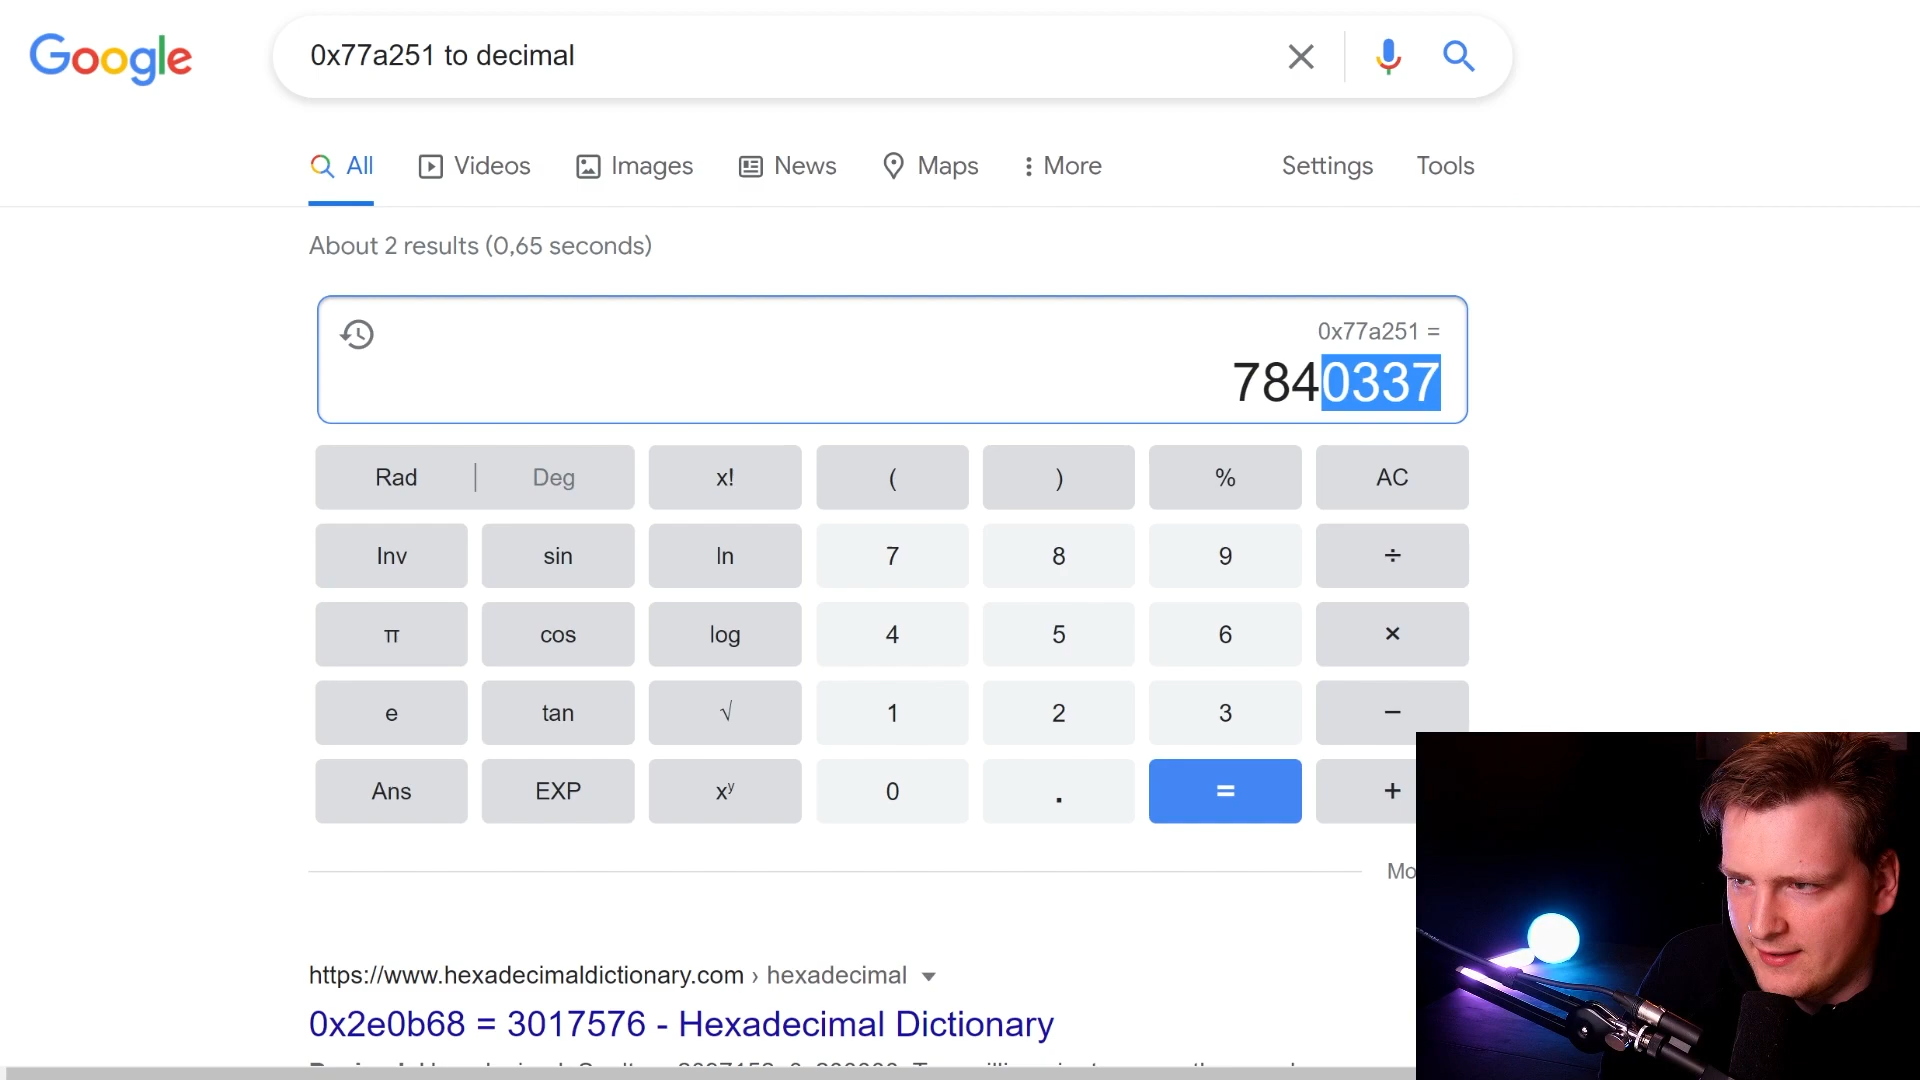 Google
0x77a251 to decimal
All Videos Images News Maps More Settings Tools
About 2 results (0,65 seconds)
0x77a251 =
7840337
Rad | Deg x! ( ) % AC
Inv sin ln 7 8 9 ÷
π cos log 4 5 6 ×
e tan √ 1 2 3 −
Ans EXP xʸ 0 . = +
Mo
https://www.hexadecimaldictionary.com › hexadecimal
0x2e0b68 = 3017576 - Hexadecimal Dictionary